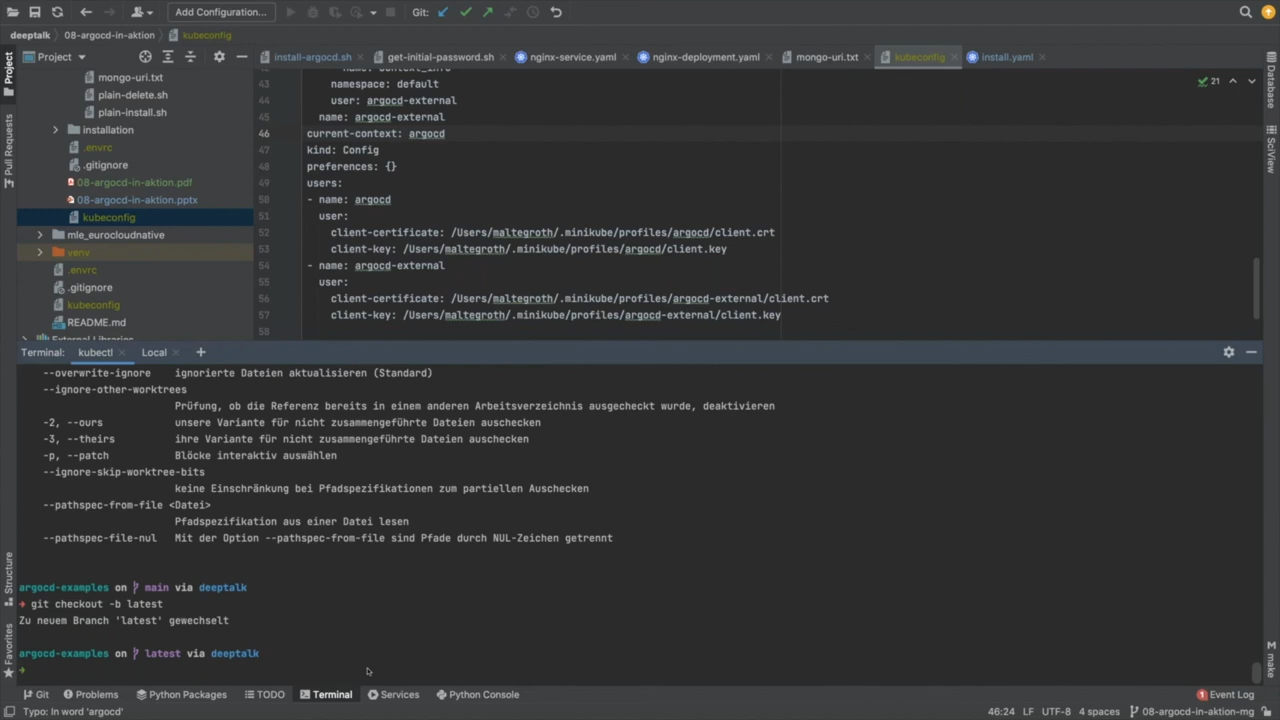 Add Configuration...
Git:
deeptalk
08-argocd-in-aktion
kubeconfig
Project
install-argocd.sh
get-initial-password.sh
nginx-service.yaml
nginx-deployment.yaml
mongo-uri.txt
kubeconfig
install.yaml
Project
Pull Requests
Structure
Favorites
Database
SciView
make
mongo-uri.txt
plain-delete.sh
plain-install.sh
installation
.envrc
.gitignore
08-argocd-in-aktion.pdf
08-argocd-in-aktion.pptx
kubeconfig
mle_eurocloudnative
venv
.envrc
.gitignore
kubeconfig
README.md
External Libraries
21
43 namespace: default
44 user: argocd-external
45 name: argocd-external
46 current-context: argocd
47 kind: Config
48 preferences: {}
49 users:
50 - name: argocd
51 user:
52 client-certificate: /Users/maltegroth/.minikube/profiles/argocd/client.crt
53 client-key: /Users/maltegroth/.minikube/profiles/argocd/client.key
54 - name: argocd-external
55 user:
56 client-certificate: /Users/maltegroth/.minikube/profiles/argocd-external/client.crt
57 client-key: /Users/maltegroth/.minikube/profiles/argocd-external/client.key
58
Terminal: kubectl Local
--overwrite-ignore ignorierte Dateien aktualisieren (Standard)
--ignore-other-worktrees
Prüfung, ob die Referenz bereits in einem anderen Arbeitsverzeichnis ausgecheckt wurde, deaktivieren
-2, --ours unsere Variante für nicht zusammengeführte Dateien auschecken
-3, --theirs ihre Variante für nicht zusammengeführte Dateien auschecken
-p, --patch Blöcke interaktiv auswählen
--ignore-skip-worktree-bits
keine Einschränkung bei Pfadspezifikationen zum partiellen Auschecken
--pathspec-from-file <Datei>
Pfadspezifikation aus einer Datei lesen
--pathspec-file-nul Mit der Option --pathspec-from-file sind Pfade durch NUL-Zeichen getrennt
argocd-examples on main via deeptalk
➜ git checkout -b latest
Zu neuem Branch 'latest' gewechselt
argocd-examples on latest via deeptalk
➜
Git Problems Python Packages TODO Terminal Services Python Console 1 Event Log
Typo: In word 'argocd' 46:24 LF UTF-8 4 spaces 08-argocd-in-aktion-mg